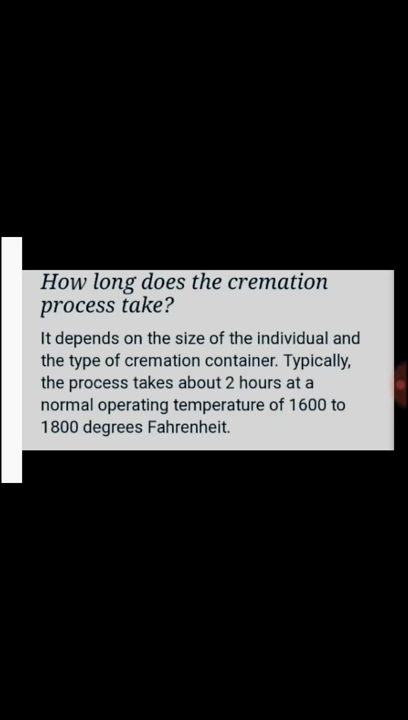 How long does the cremation
process take?
It depends on the size of the individual and
the type of cremation container. Typically,
the process takes about 2 hours at a
normal operating temperature of 1600 to
1800 degrees Fahrenheit.